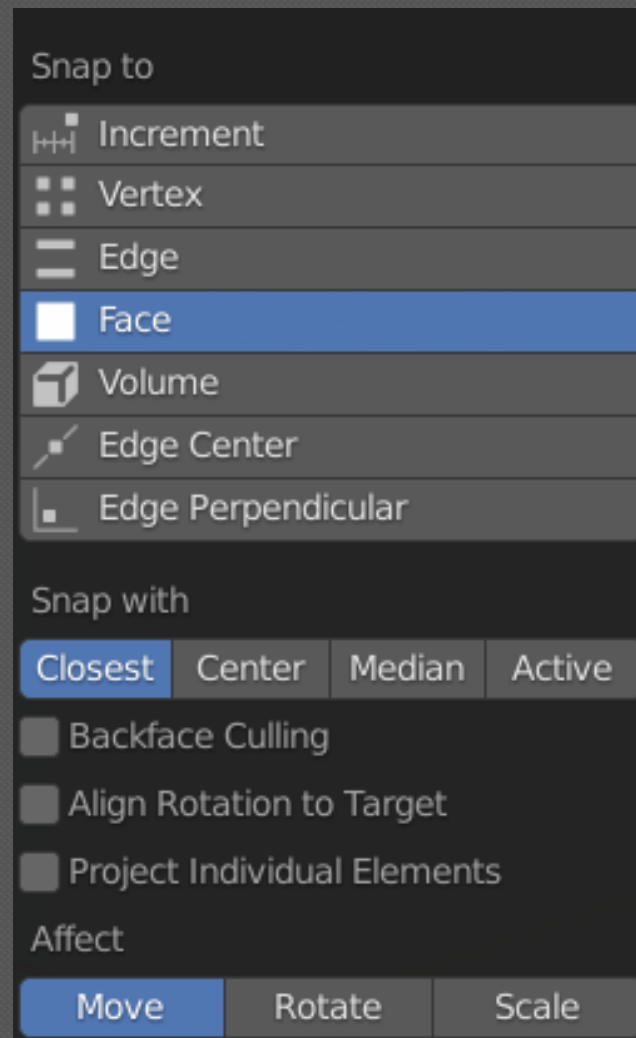 Snap to
Increment
Vertex
Edge
Face
Volume
Edge Center
Edge Perpendicular
Snap with
Closest Center Median Active
Backface Culling
Align Rotation to Target
Project Individual Elements
Affect
Move Rotate Scale